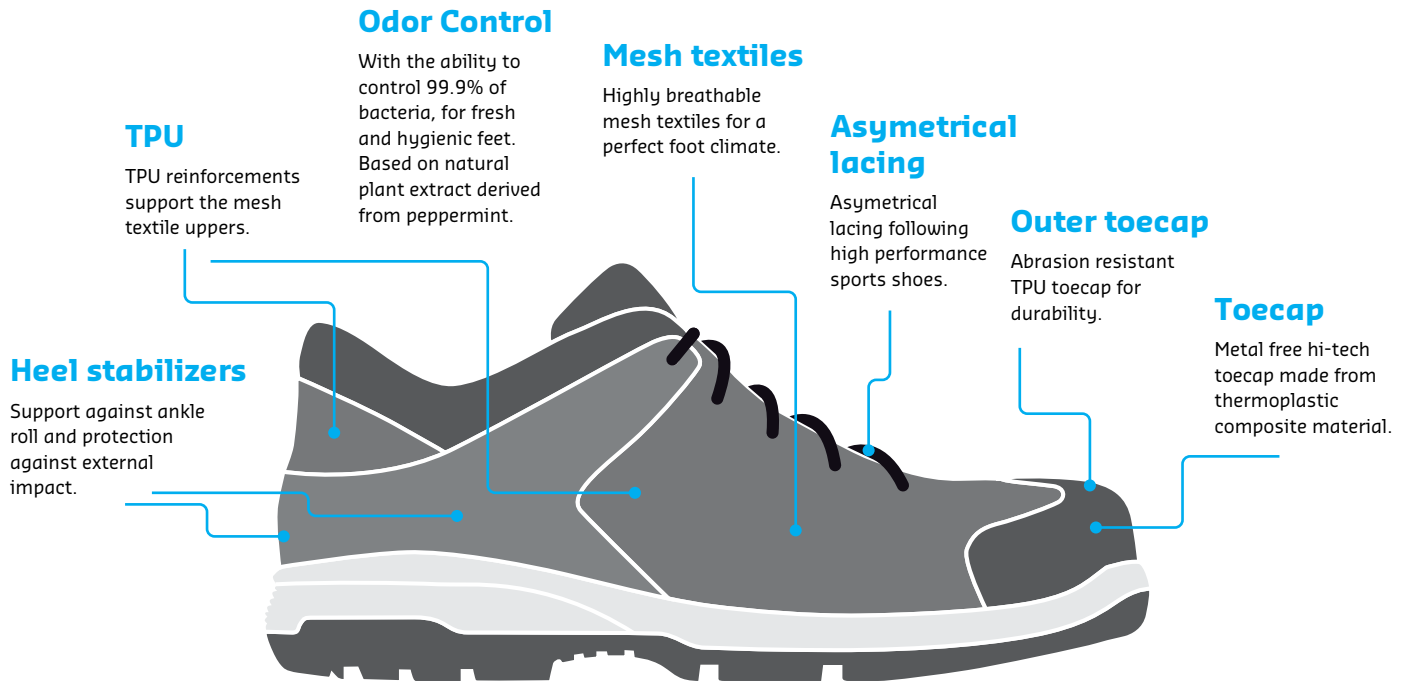 Odor Control
With the ability to
control 99.9% of
bacteria, for fresh
and hygienic feet.
Based on natural
plant extract derived
from peppermint.
Mesh textiles
Highly breathable
mesh textiles for a
perfect foot climate.
TPU
TPU reinforcements
support the mesh
textile uppers.
Asymetrical
lacing
Asymetrical
lacing following
high performance
sports shoes.
Outer toecap
Abrasion resistant
TPU toecap for
durability.
Toecap
Metal free hi-tech
toecap made from
thermoplastic
composite material.
Heel stabilizers
Support against ankle
roll and protection
against external
impact.